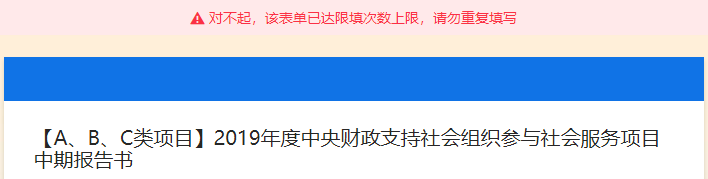 对不起，该表单已达限填次数上限，请勿重复填写
【A、B、C类项目】2019年度中央财政支持社会组织参与社会服务项目
中期报告书